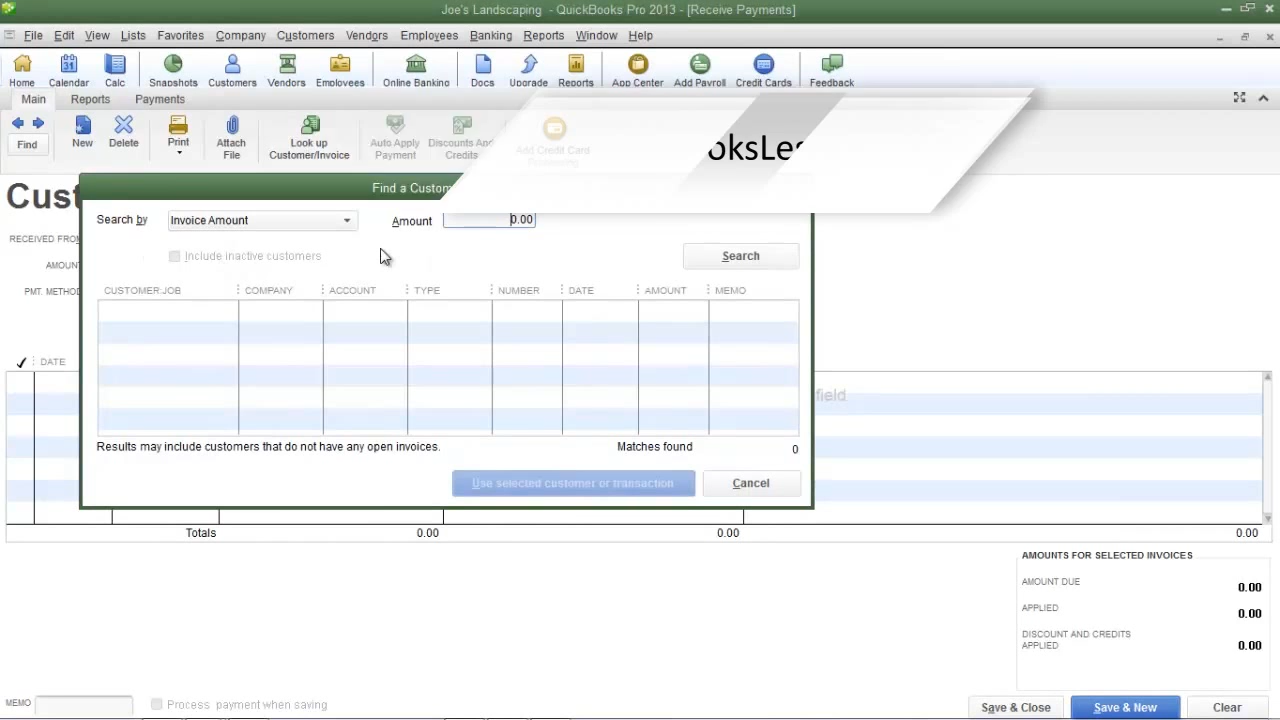 Joe's Landscaping - QuickBooks Pro 2013 - [Receive Payments]
File Edit View Lists Favorites Company Customers Vendors Employees Banking Reports Window Help
Home Calendar Calc Snapshots Customers Vendors Employees Online Banking Docs Upgrade Reports App Center Add Payroll Credit Cards Feedback
Main Reports Payments
Find New Delete Print Attach File Look up Customer/Invoice Auto Apply Payment Discounts And Credits Add Credit Card Processing
ooksLes
Cust
Find a Custom
RECEIVED FROM
AMOUNT
PMT. METHOD
Search by Invoice Amount Amount 0.00
Include inactive customers
Search
CUSTOMER:JOB COMPANY ACCOUNT TYPE NUMBER DATE AMOUNT MEMO
DATE
field
Results may include customers that do not have any open invoices. Matches found 0
Use selected customer or transaction Cancel
Totals 0.00 0.00 0.00
AMOUNTS FOR SELECTED INVOICES
AMOUNT DUE 0.00
APPLIED 0.00
DISCOUNT AND CREDITS
APPLIED 0.00
MEMO Process payment when saving
Save & Close Save & New Clear